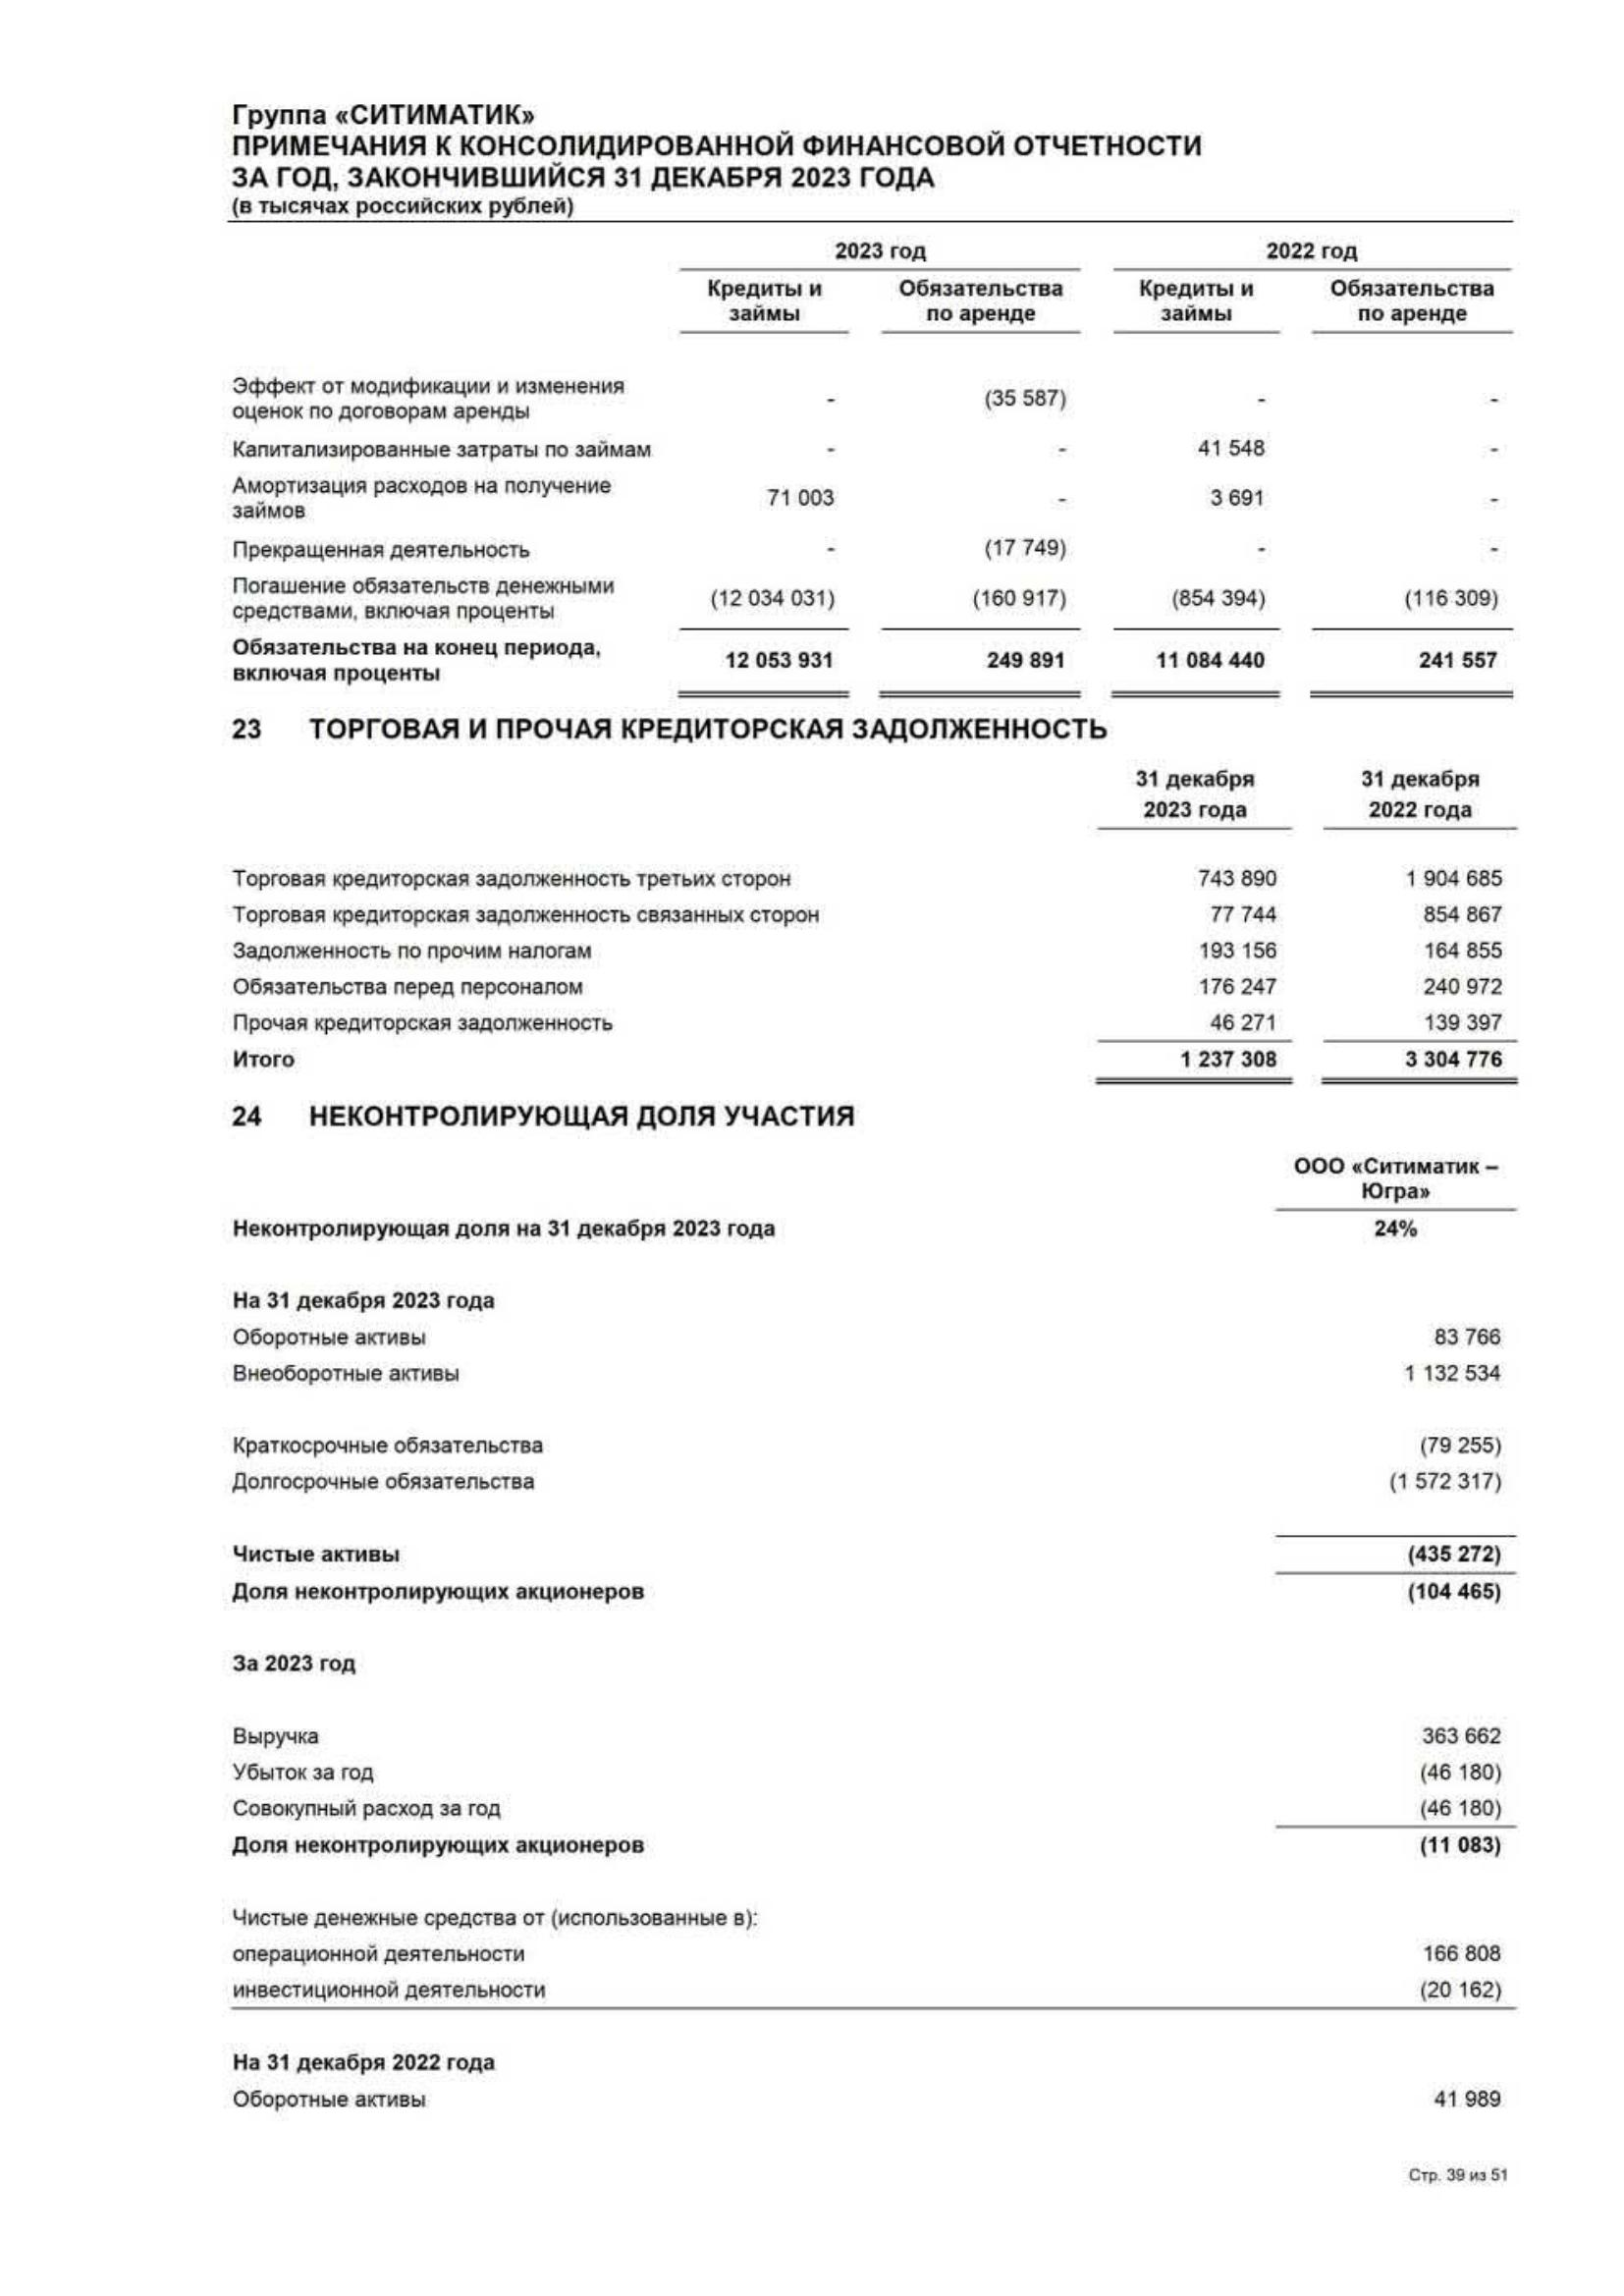 Группа «СИТИМАТИК»
ПРИМЕЧАНИЯ К КОНСОЛИДИРОВАННОЙ ФИНАНСОВОЙ ОТЧЕТНОСТИ
ЗА ГОД, ЗАКОНЧИВШИЙСЯ 31 ДЕКАБРЯ 2023 ГОДА
(в тысячах российских рублей)
2023 год 2022 год
Кредиты и Обязательства Кредиты и Обязательства
займы по аренде займы по аренде
Эффект от модификации и изменения
оценок по договорам аренды - (35 587) - -
Капитализированные затраты по займам - - 41 548 -
Амортизация расходов на получение
займов 71 003 - 3 691 -
Прекращенная деятельность - (17 749) - -
Погашение обязательств денежными
средствами, включая проценты (12 034 031) (160 917) (854 394) (116 309)
Обязательства на конец периода,
включая проценты 12 053 931 249 891 11 084 440 241 557
23 ТОРГОВАЯ И ПРОЧАЯ КРЕДИТОРСКАЯ ЗАДОЛЖЕННОСТЬ
31 декабря 31 декабря
2023 года 2022 года
Торговая кредиторская задолженность третьих сторон 743 890 1 904 685
Торговая кредиторская задолженность связанных сторон 77 744 854 867
Задолженность по прочим налогам 193 156 164 855
Обязательства перед персоналом 176 247 240 972
Прочая кредиторская задолженность 46 271 139 397
Итого 1 237 308 3 304 776
24 НЕКОНТРОЛИРУЮЩАЯ ДОЛЯ УЧАСТИЯ
ООО «Ситиматик –
Югра»
Неконтролирующая доля на 31 декабря 2023 года 24%
На 31 декабря 2023 года
Оборотные активы 83 766
Внеоборотные активы 1 132 534
Краткосрочные обязательства (79 255)
Долгосрочные обязательства (1 572 317)
Чистые активы (435 272)
Доля неконтролирующих акционеров (104 465)
За 2023 год
Выручка 363 662
Убыток за год (46 180)
Совокупный расход за год (46 180)
Доля неконтролирующих акционеров (11 083)
Чистые денежные средства от (использованные в):
операционной деятельности 166 808
инвестиционной деятельности (20 162)
На 31 декабря 2022 года
Оборотные активы 41 989
Стр. 39 из 51